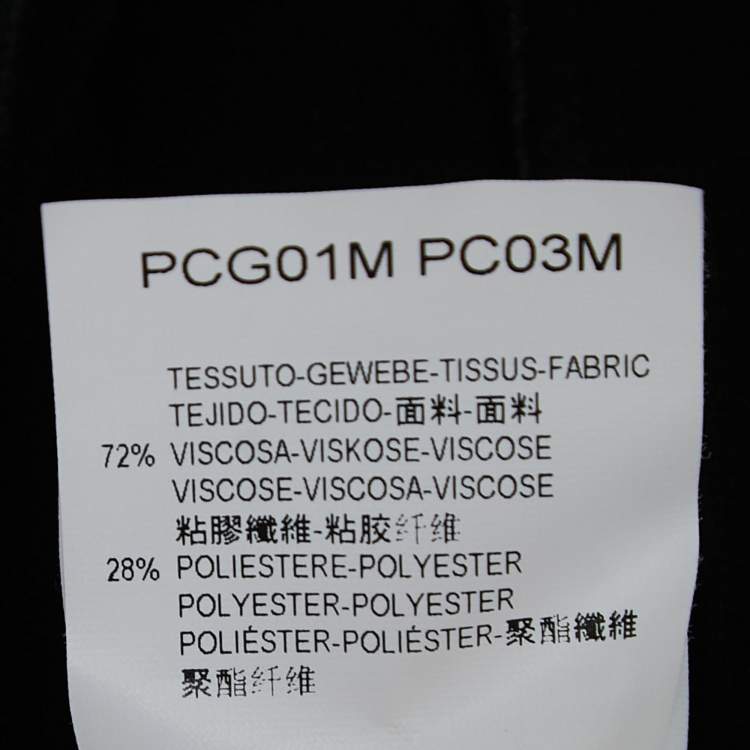 PCG01M PC03M
TESSUTO-GEWEBE-TISSUS-FABRIC
TEJIDO-TECIDO-面料-面料
72% VISCOSA-VISKOSE-VISCOSE
VISCOSE-VISCOSA-VISCOSE
粘膠纖維-粘胶纤维
28% POLIESTERE-POLYESTER
POLYESTER-POLYESTER
POLIÉSTER-POLIÉSTER-聚酯纖維
聚酯纤维